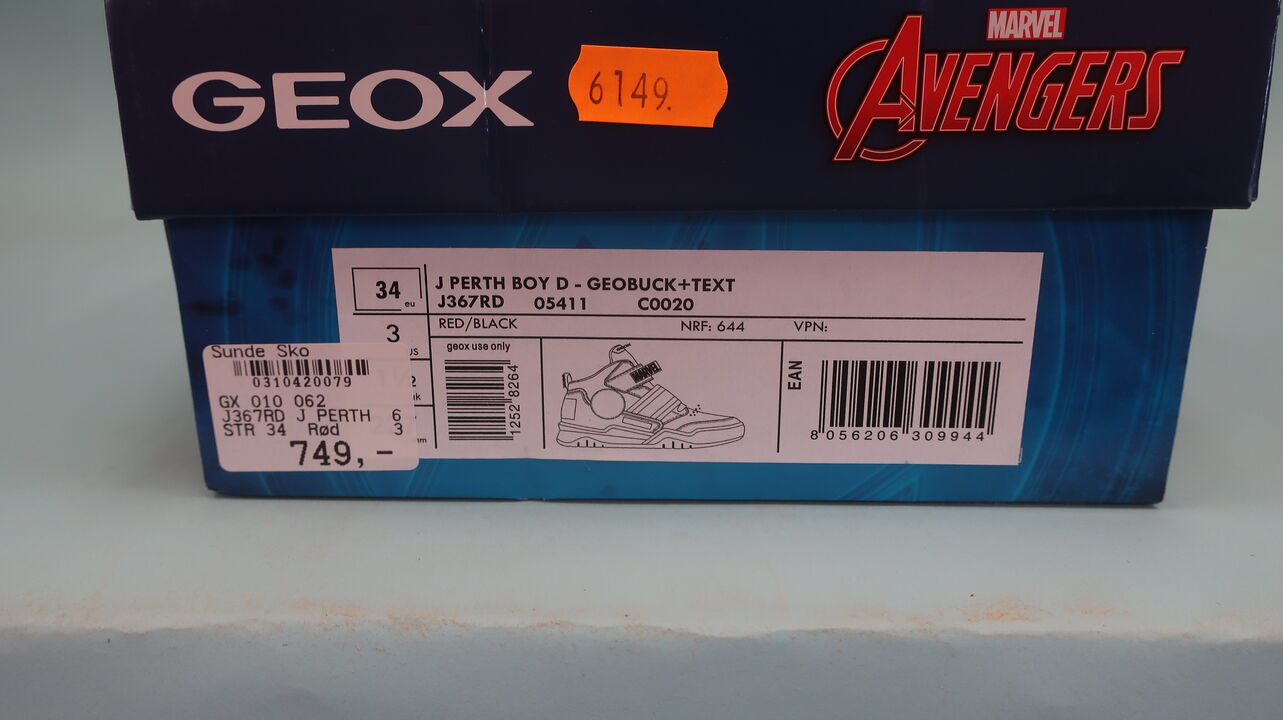 GEOX
6149.
MARVEL
AVENGERS
34 eu
J PERTH BOY D - GEOBUCK+TEXT
J367RD 05411 C0020
3 us
RED/BLACK NRF: 644 VPN:
geox use only
1252 8264
MARVEL
EAN
8 056206 309944
Sunde Sko
0310420079
GX 010 062
J367RD J PERTH 6
STR 34 Rød 3
749,-